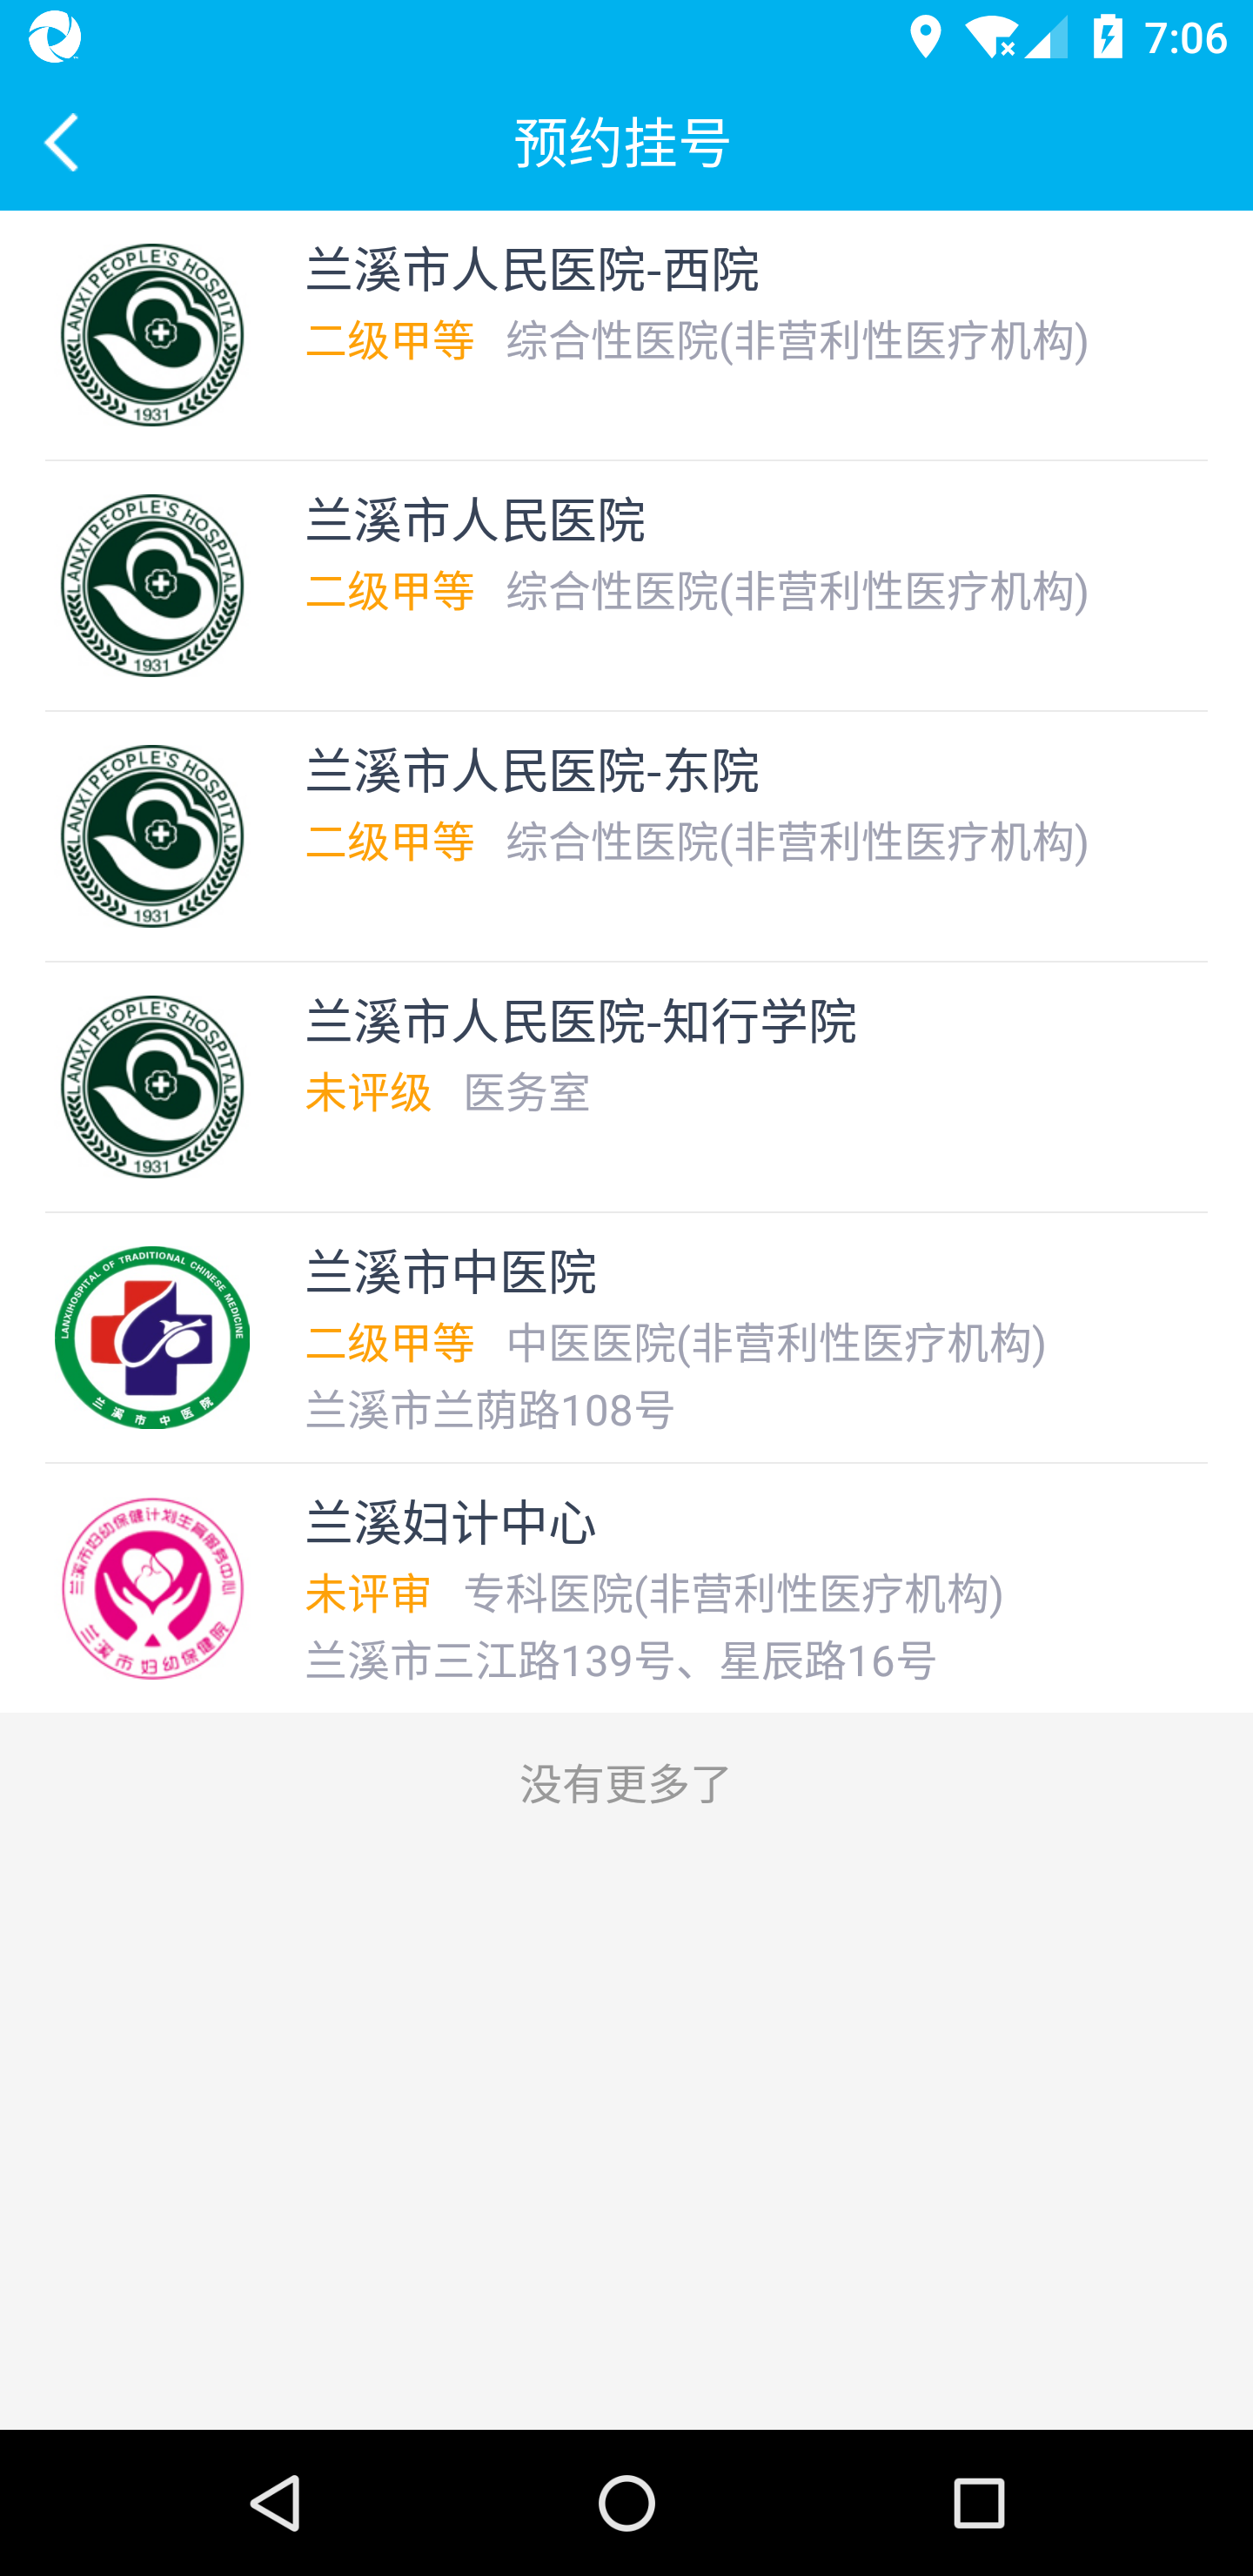 7:06
预约挂号
LANXI PEOPLE'S HOSPITAL
1931
兰溪市人民医院-西院
二级甲等 综合性医院(非营利性医疗机构)
LANXI PEOPLE'S HOSPITAL
1931
兰溪市人民医院
二级甲等 综合性医院(非营利性医疗机构)
LANXI PEOPLE'S HOSPITAL
1931
兰溪市人民医院-东院
二级甲等 综合性医院(非营利性医疗机构)
LANXI PEOPLE'S HOSPITAL
1931
兰溪市人民医院-知行学院
未评级 医务室
LANXIHOSPITAL OF TRADITIONAL CHINESE MEDICINE
兰溪市中医院
兰溪市中医院
二级甲等 中医医院(非营利性医疗机构)
兰溪市兰荫路108号
兰溪市妇幼保健计划生育服务中心
兰溪市妇幼保健院
兰溪妇计中心
未评审 专科医院(非营利性医疗机构)
兰溪市三江路139号、星辰路16号
没有更多了